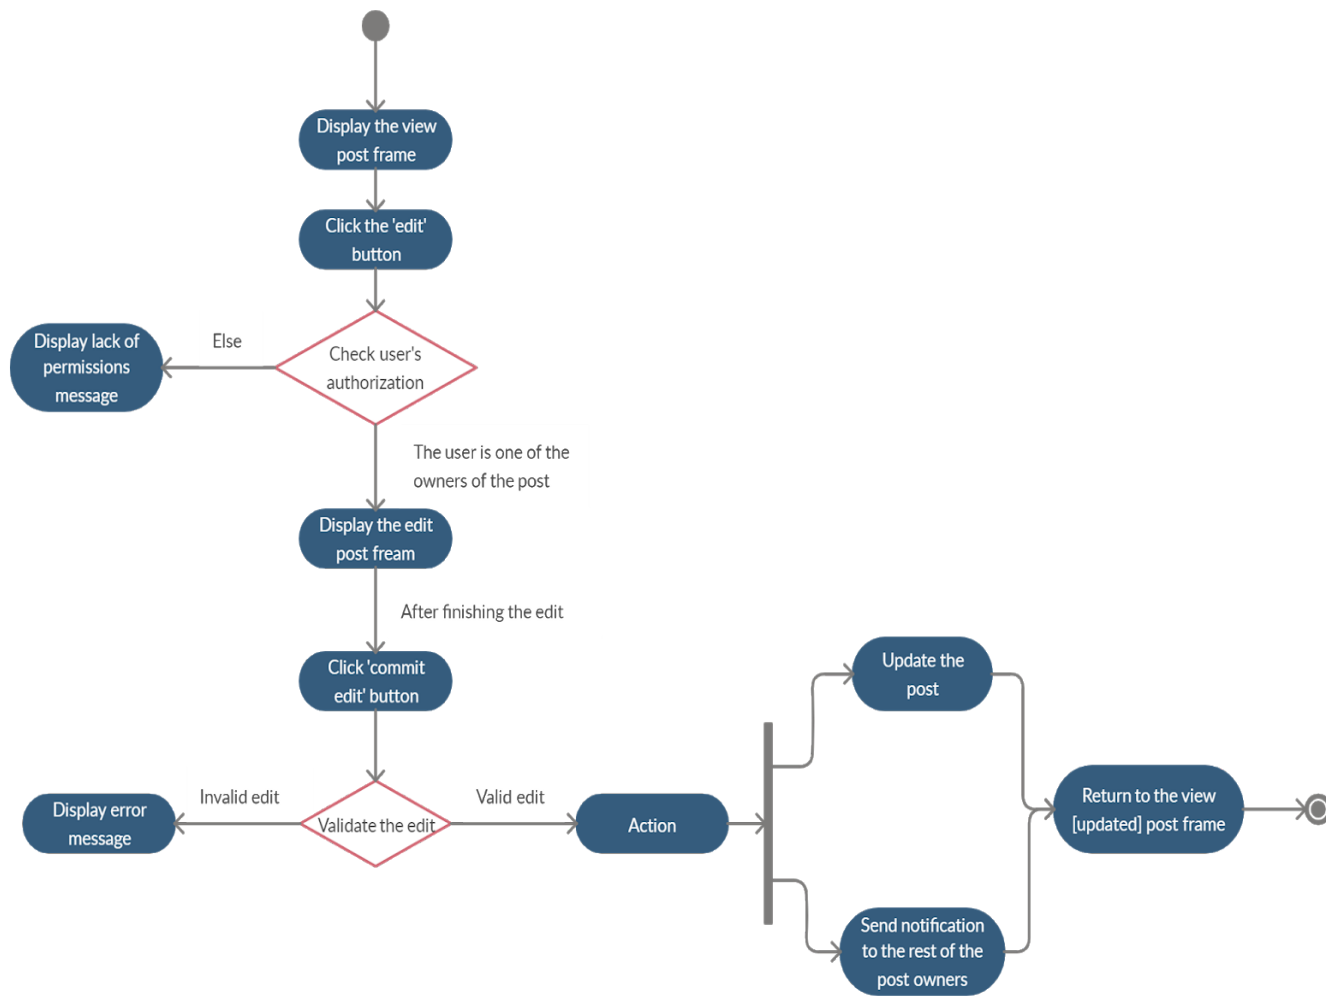 Display the view
post frame
Click the 'edit'
button
Display lack of
permissions
message
Else
Check user's
authorization
The user is one of the
owners of the post
Display the edit
post fream
After finishing the edit
Click 'commit
edit' button
Update the
post
Display error
message
Invalid edit
Validate the edit
Valid edit
Action
Return to the view
[updated] post frame
Send notification
to the rest of the
post owners